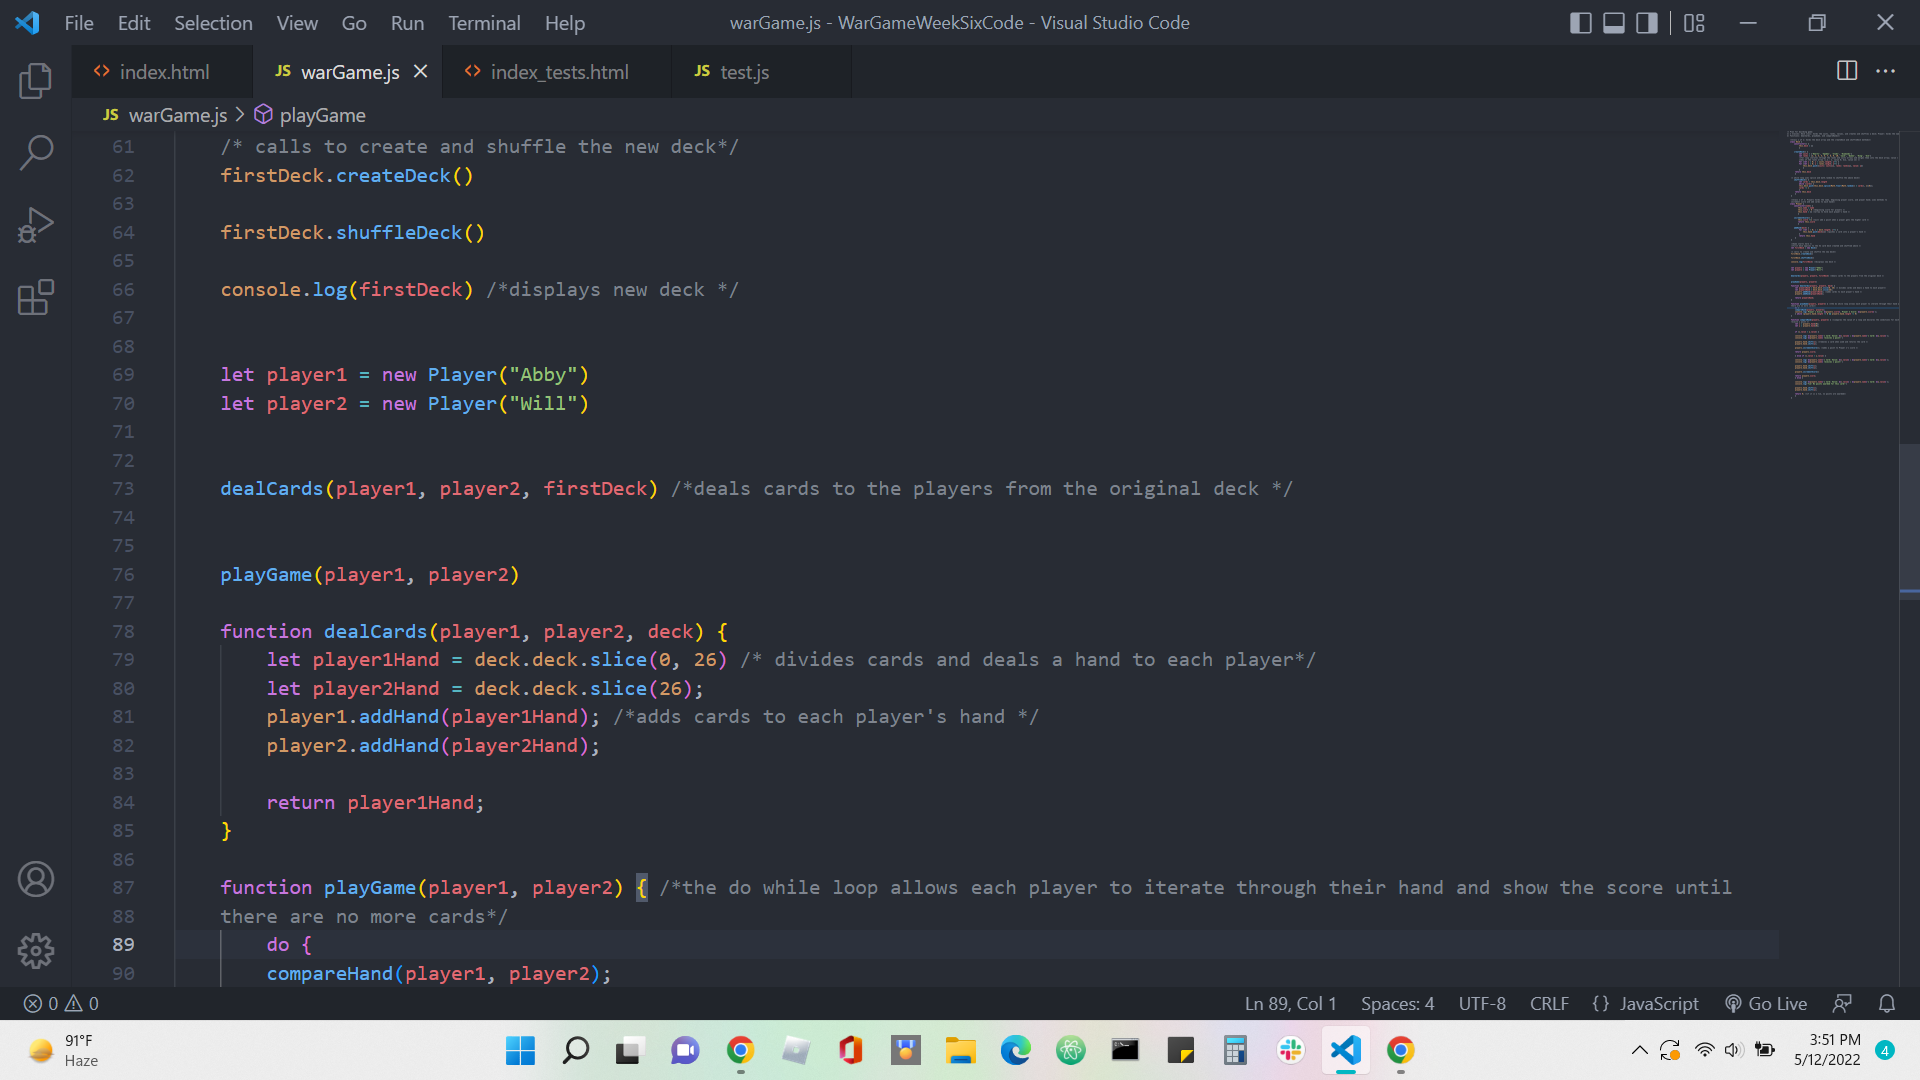 File Edit Selection View Go Run Terminal Help
warGame.js - WarGameWeekSixCode - Visual Studio Code
index.html
JS warGame.js
index_tests.html
JS test.js
JS warGame.js > playGame
61 /* calls to create and shuffle the new deck*/
62 firstDeck.createDeck()
63
64 firstDeck.shuffleDeck()
65
66 console.log(firstDeck) /*displays new deck */
67
68
69 let player1 = new Player("Abby")
70 let player2 = new Player("Will")
71
72
73 dealCards(player1, player2, firstDeck) /*deals cards to the players from the original deck */
74
75
76 playGame(player1, player2)
77
78 function dealCards(player1, player2, deck) {
79 let player1Hand = deck.deck.slice(0, 26) /* divides cards and deals a hand to each player*/
80 let player2Hand = deck.deck.slice(26);
81 player1.addHand(player1Hand); /*adds cards to each player's hand */
82 player2.addHand(player2Hand);
83
84 return player1Hand;
85 }
86
87 function playGame(player1, player2) { /*the do while loop allows each player to iterate through their hand and show the score until
88 there are no more cards*/
89 do {
90 compareHand(player1, player2);
0 0
Ln 89, Col 1 Spaces: 4 UTF-8 CRLF {} JavaScript Go Live
91°F
Haze
3:51 PM
5/12/2022
4